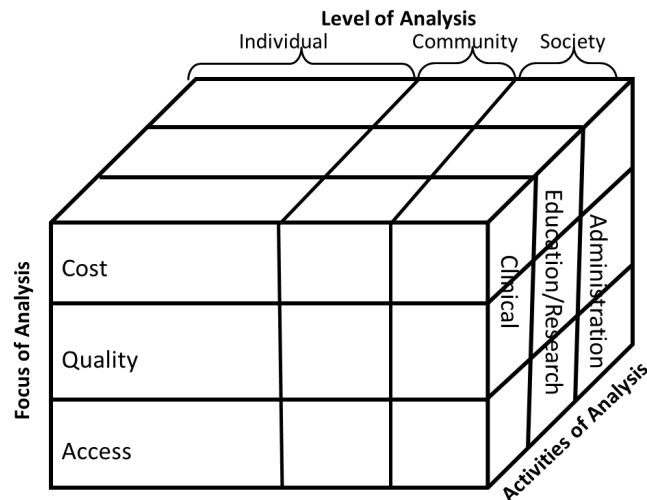 Level of Analysis
Individual
Community
Society
Focus of Analysis
Cost
Quality
Access
Clinical
Education/Research
Administration
Activities of Analysis